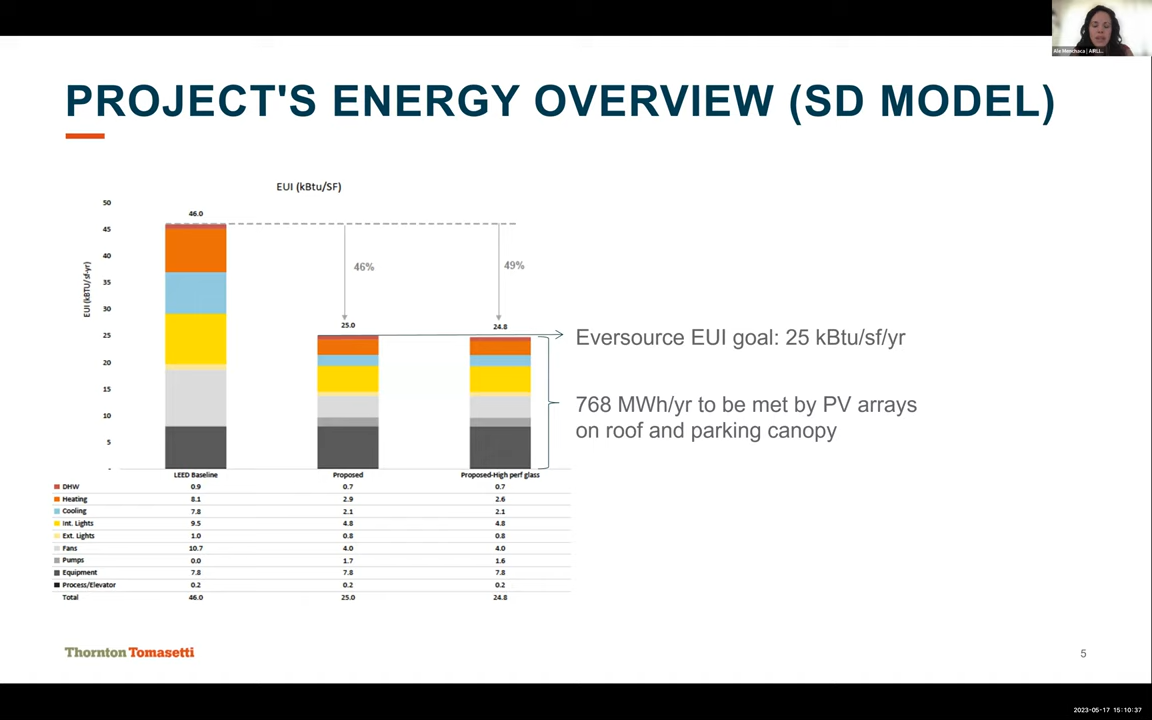 Ale Menchaca | AIRLI...
PROJECT'S ENERGY OVERVIEW (SD MODEL)
EUI (kBtu/SF)
EUI (kBTU/sf-yr)
50
45
40
35
30
25
20
15
10
5
-
46.0
46%
49%
25.0
24.8
Eversource EUI goal: 25 kBtu/sf/yr
768 MWh/yr to be met by PV arrays
on roof and parking canopy
LEED Baseline Proposed Proposed-High perf glass
DHW 0.9 0.7 0.7
Heating 8.1 2.9 2.6
Cooling 7.8 2.1 2.1
Int. Lights 9.5 4.8 4.8
Ext. Lights 1.0 0.8 0.8
Fans 10.7 4.0 4.0
Pumps 0.0 1.7 1.6
Equipment 7.8 7.8 7.8
Process/Elevator 0.2 0.2 0.2
Total 46.0 25.0 24.8
Thornton Tomasetti
5
2023-05-17 15:10:37